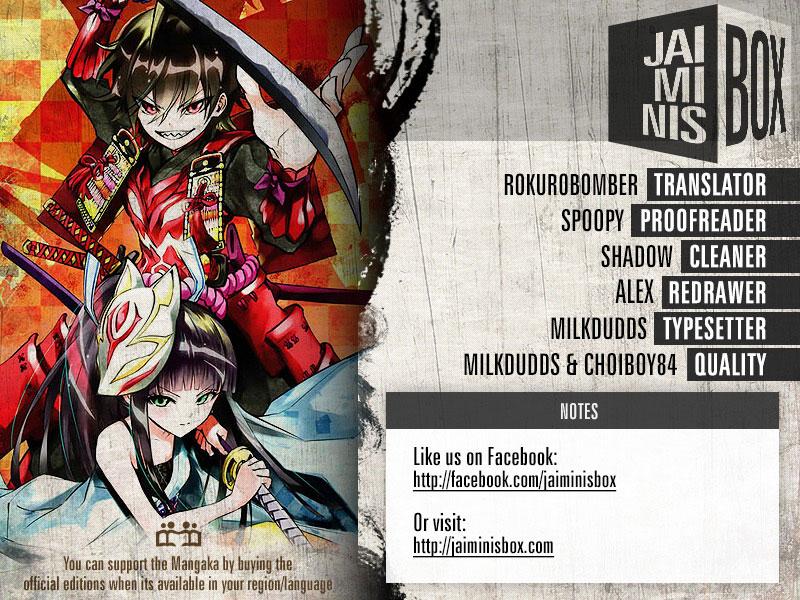 JAI
MI
NIS
BOX
ROKUROBOMBER TRANSLATOR
SPOOPY PROOFREADER
SHADOW CLEANER
ALEX REDRAWER
MILKDUDDS TYPESETTER
MILKDUDDS & CHOIBOY84 QUALITY
NOTES
Like us on Facebook:
http://facebook.com/jaiminisbox
Or visit:
http://jaiminisbox.com
You can support the Mangaka by buying the
official editions when its available in your region/language